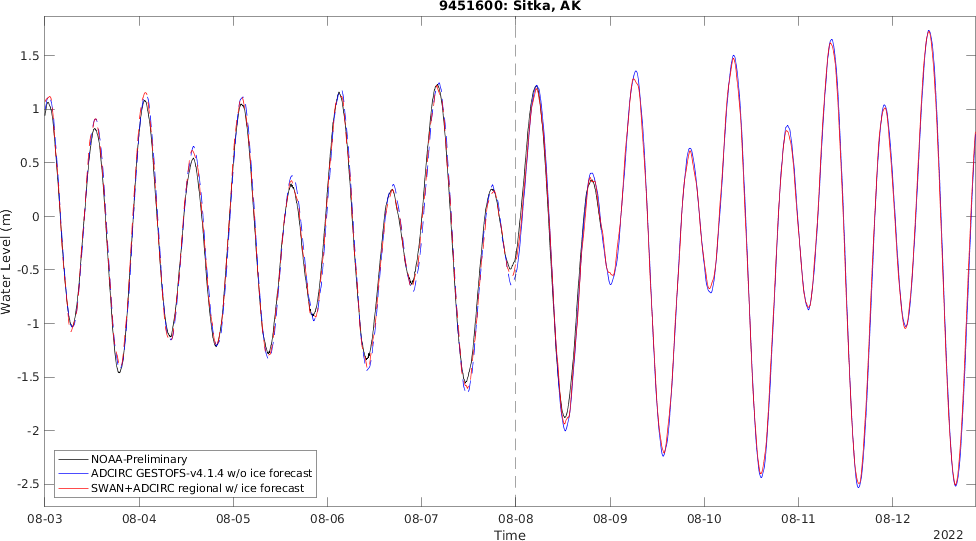 9451600: Sitka, AK
1.5
1
0.5
0
-0.5
-1
-1.5
-2
-2.5
Water Level (m)
NOAA-Preliminary
ADCIRC GESTOFS-v4.1.4 w/o ice forecast
SWAN+ADCIRC regional w/ ice forecast
08-03 08-04 08-05 08-06 08-07 08-08 08-09 08-10 08-11 08-12
Time
2022